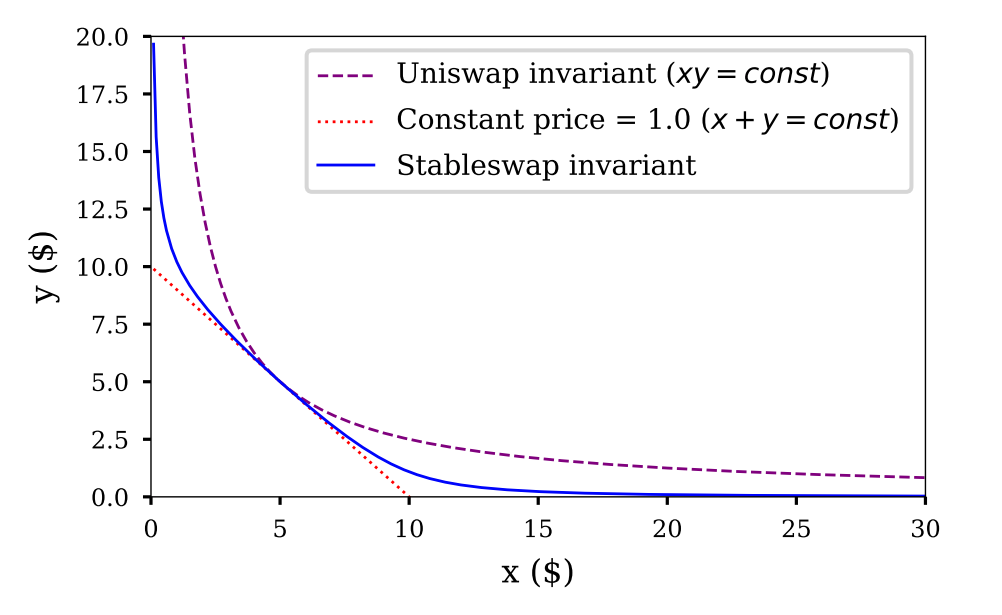 20.0
17.5
15.0
12.5
10.0
7.5
5.0
2.5
0.0
y ($)
Uniswap invariant (xy = const)
Constant price = 1.0 (x + y = const)
Stableswap invariant
0 5 10 15 20 25 30
x ($)